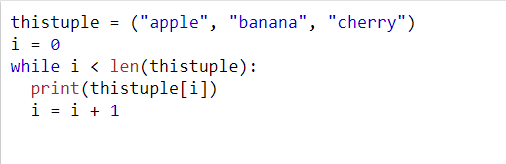 thistuple = ("apple", "banana", "cherry")
i = 0
while i < len(thistuple):
  print(thistuple[i])
  i = i + 1